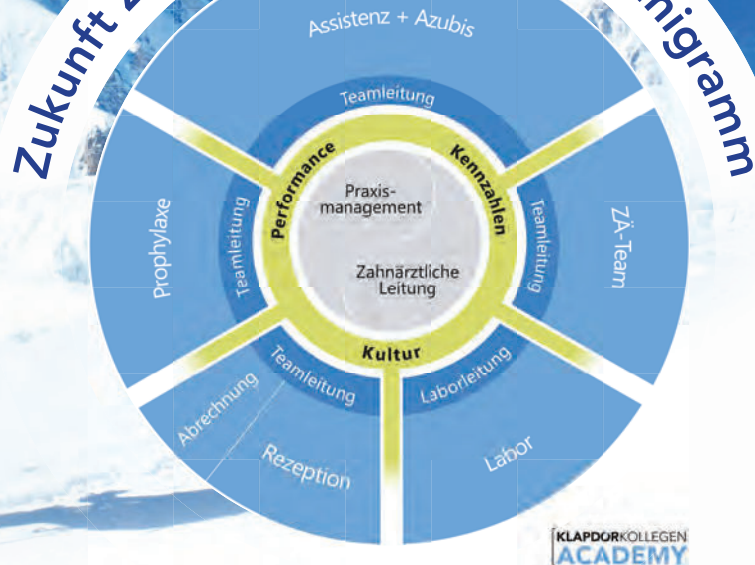 Zukunft
Assistenz + Azubis
Teamleitung
Performance
Kennzahlen
Praxis-
management
Prophylaxe
Teamleitung
Teamleitung
ZÄ-Team
Zahnärztliche
Leitung
Kultur
Teamleitung
Laborleitung
Abrechnung
Rezeption
Labor
KLAPDORKOLLEGEN
ACADEMY